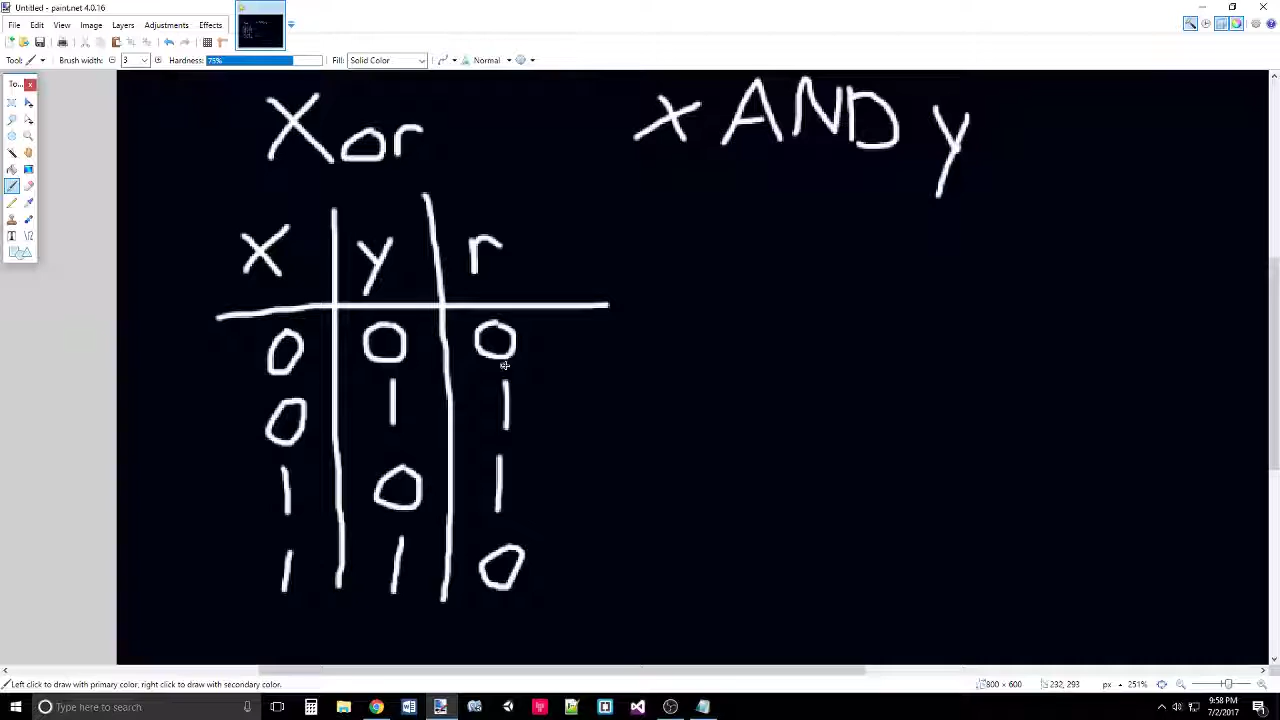 Untitled - paint.net 4.0.16
File Edit View Image Layers Adjustments Effects
Tool: Brush width: 3 Hardness: 75% Fill: Solid Color Normal
To...
Xor x AND y
x y r
0 0 0
0 1 1
1 0 1
1 1 0
Left click to draw with primary color, right click to draw with secondary color. 800 × 600 232, 293 px 251%
Type here to search 9:58 PM
7/2/2017